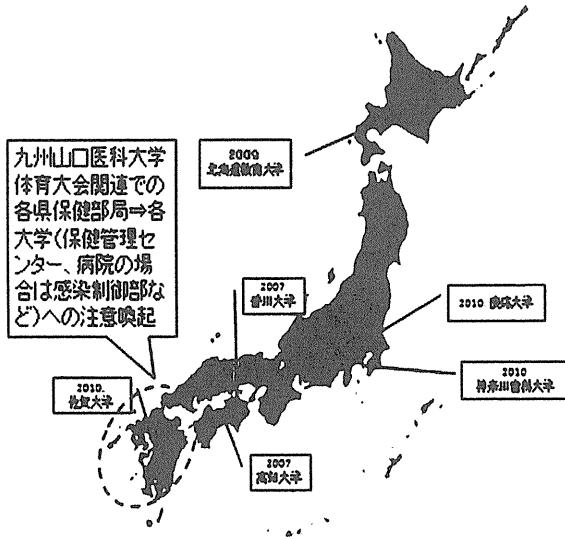 九州山口医科大学
体育大会関連での
各県保健部局⇒各
大学(保健管理セ
ンター、病院の場
合は感染制御部な
ど)への注意喚起
2009
北海道教育大学
2007
香川大学
2010
2010
神奈川歯科大学
2010.
佐賀大学
2007
高知大学